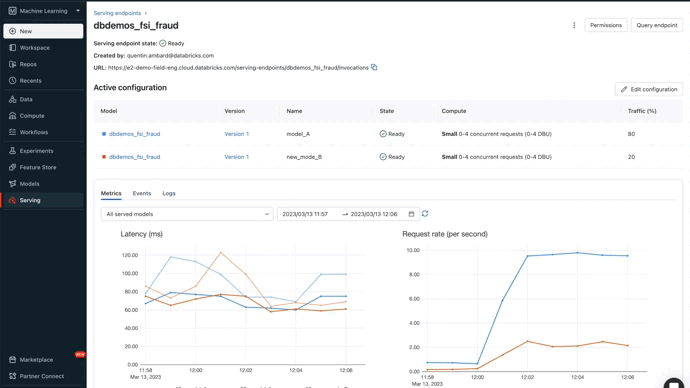 Machine Learning
New
Workspace
Repos
Recents
Data
Compute
Workflows
Experiments
Feature Store
Models
Serving
Marketplace
NEW
Partner Connect
Serving endpoints ›
dbdemos_fsi_fraud
Permissions
Query endpoint
Serving endpoint state: Ready
Created by: quentin.ambard@databricks.com
URL: https://e2-demo-field-eng.cloud.databricks.com/serving-endpoints/dbdemos_fsi_fraud/invocations
Active configuration
Edit configuration
Model Version Name State Compute Traffic (%)
dbdemos_fsi_fraud Version 1 model_A Ready Small 0-4 concurrent requests (0-4 DBU) 80
dbdemos_fsi_fraud Version 1 new_mode_B Ready Small 0-4 concurrent requests (0-4 DBU) 20
Metrics Events Logs
All served models
2023/03/13 11:57 → 2023/03/13 12:06
Latency (ms)
120.00
100.00
80.00
60.00
40.00
20.00
0.00
11:58 12:00 12:02 12:04 12:06
Mar 13, 2023
Request rate (per second)
10.00
8.00
6.00
4.00
2.00
0.00
11:58 12:00 12:02 12:04 12:06
Mar 13, 2023